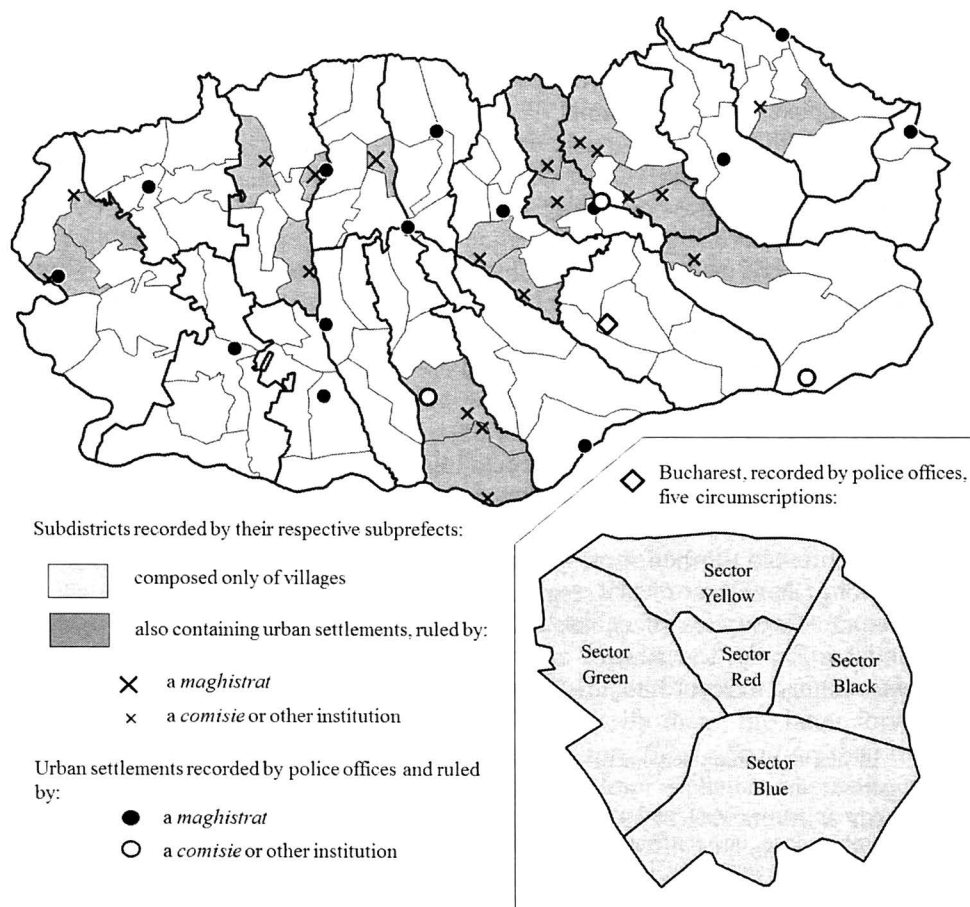 Bucharest, recorded by police offices,
five circumscriptions:
Subdistricts recorded by their respective subprefects:
composed only of villages
also containing urban settlements, ruled by:
a maghistrat
a comisie or other institution
Urban settlements recorded by police offices and ruled
by:
a maghistrat
a comisie or other institution
Sector
Yellow
Sector
Green
Sector
Red
Sector
Black
Sector
Blue